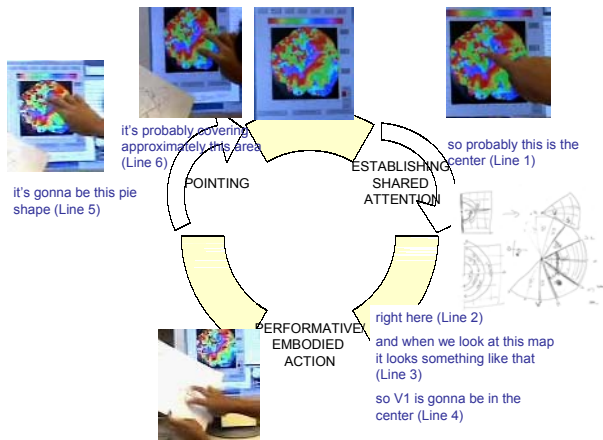 it's probably covering
approximately this area
(Line 6)
so probably this is the
center (Line 1)
ESTABLISHING
SHARED
ATTENTION
POINTING
it's gonna be this pie
shape (Line 5)
right here (Line 2)
and when we look at this map
it looks something like that
(Line 3)
so V1 is gonna be in the
center (Line 4)
PERFORMATIVE/
EMBODIED
ACTION